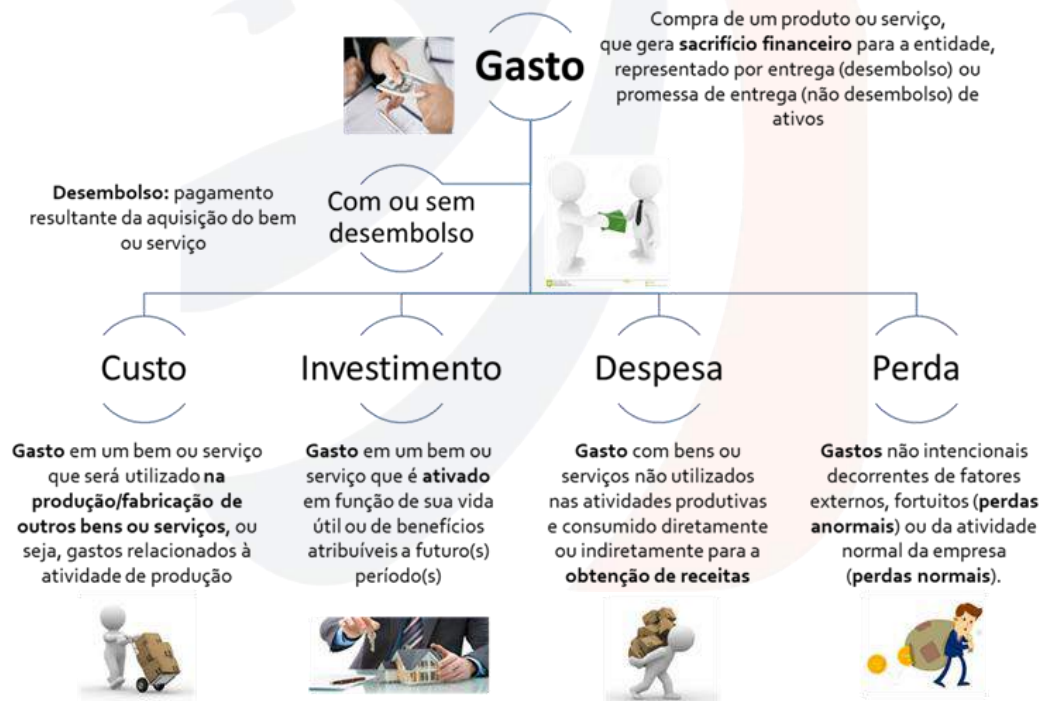 Gasto
Compra de um produto ou serviço,
que gera sacrifício financeiro para a entidade,
representado por entrega (desembolso) ou
promessa de entrega (não desembolso) de
ativos
Desembolso: pagamento
resultante da aquisição do bem
ou serviço
Com ou sem
desembolso
Custo
Gasto em um bem ou serviço
que será utilizado na
produção/fabricação de
outros bens ou serviços, ou
seja, gastos relacionados à
atividade de produção
Investimento
Gasto em um bem ou
serviço que é ativado
em função de sua vida
útil ou de benefícios
atribuíveis a futuro(s)
período(s)
Despesa
Gasto com bens ou
serviços não utilizados
nas atividades produtivas
e consumido diretamente
ou indiretamente para a
obtenção de receitas
Perda
Gastos não intencionais
decorrentes de fatores
externos, fortuitos (perdas
anormais) ou da atividade
normal da empresa
(perdas normais).